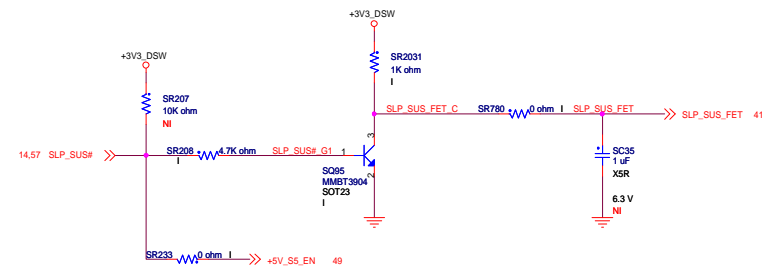 +3V3_DSW
SR2031
1K ohm
I
+3V3_DSW
SR207
10K ohm
NI
SLP_SUS_FET_C
SR780
0 ohm
I
SLP_SUS_FET
SLP_SUS_FET
41
3
14,57
SLP_SUS#
SR208
4.7K ohm
I
SLP_SUS#_G1
1
2
SQ95
MMBT3904
SOT23
I
SC35
1 uF
X5R
6.3 V
NI
SR233
0 ohm
I
+5V_S5_EN
49